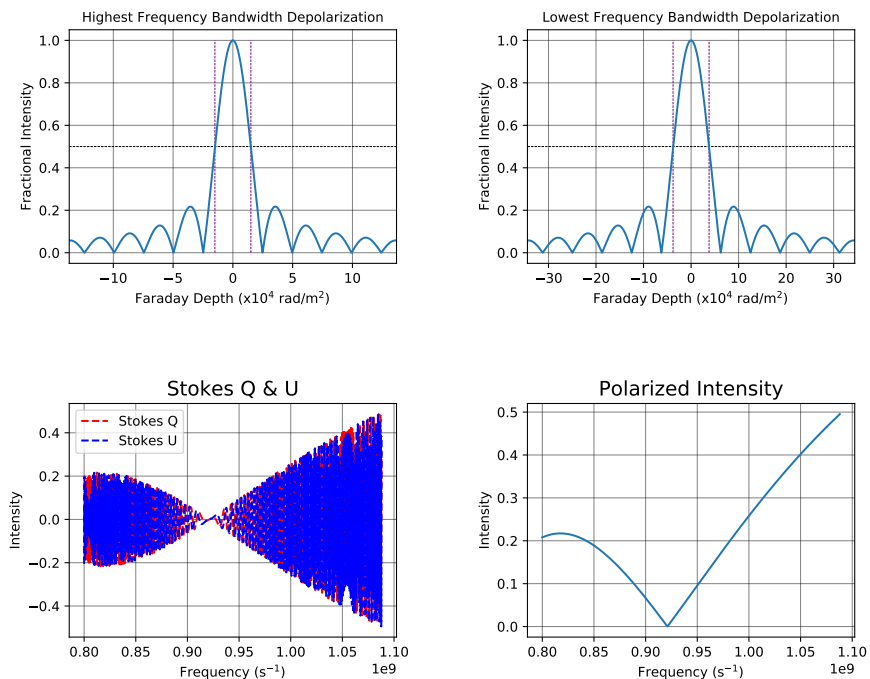 Highest Frequency Bandwidth Depolarization
1.0
0.8
0.6
0.4
0.2
0.0
Fractional Intensity
−10 −5 0 5 10
Faraday Depth (x10⁴ rad/m²)
Lowest Frequency Bandwidth Depolarization
1.0
0.8
0.6
0.4
0.2
0.0
Fractional Intensity
−30 −20 −10 0 10 20 30
Faraday Depth (x10⁴ rad/m²)
Stokes Q & U
Stokes Q
Stokes U
0.4
0.2
0.0
−0.2
−0.4
Intensity
0.80 0.85 0.90 0.95 1.00 1.05 1.10
1e9
Frequency (s⁻¹)
Polarized Intensity
0.5
0.4
0.3
0.2
0.1
0.0
Intensity
0.80 0.85 0.90 0.95 1.00 1.05 1.10
1e9
Frequency (s⁻¹)